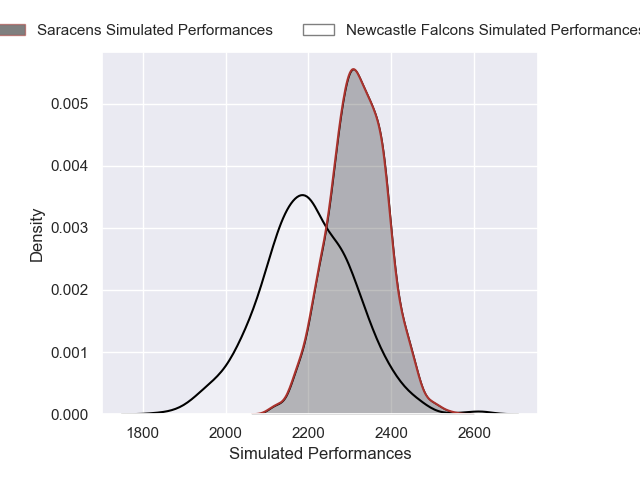 Saracens Simulated Performances
Newcastle Falcons Simulated Performances
0.005
0.004
0.003
0.002
0.001
0.000
Density
1800
2000
2200
2400
2600
Simulated Performances